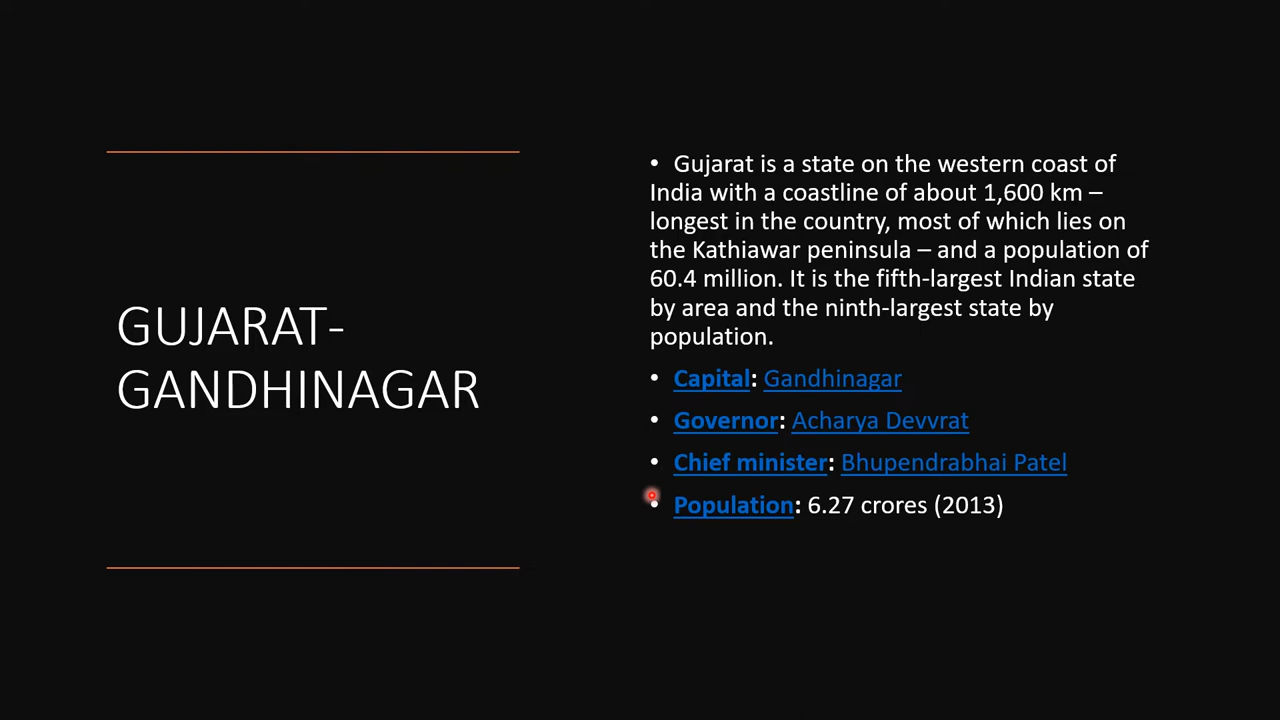 GUJARAT-
GANDHINAGAR
• Gujarat is a state on the western coast of
India with a coastline of about 1,600 km –
longest in the country, most of which lies on
the Kathiawar peninsula – and a population of
60.4 million. It is the fifth-largest Indian state
by area and the ninth-largest state by
population.
• Capital: Gandhinagar
• Governor: Acharya Devvrat
• Chief minister: Bhupendrabhai Patel
• Population: 6.27 crores (2013)